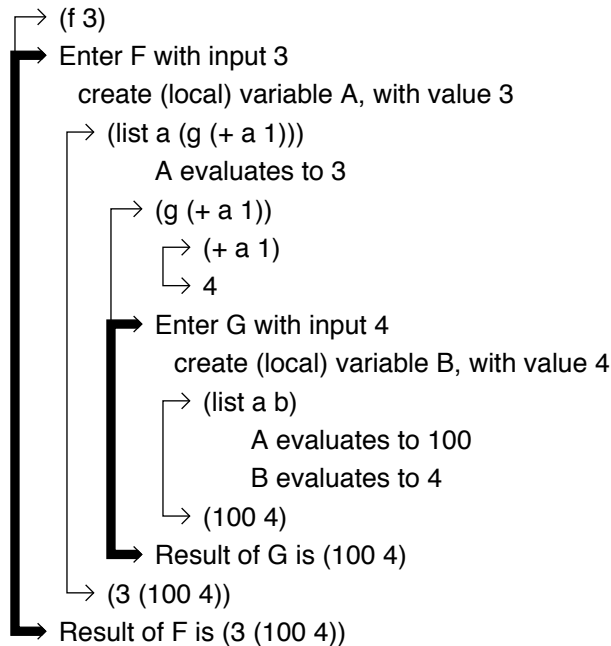 (f 3)
Enter F with input 3
create (local) variable A, with value 3
(list a (g (+ a 1)))
A evaluates to 3
(g (+ a 1))
(+ a 1)
4
Enter G with input 4
create (local) variable B, with value 4
(list a b)
A evaluates to 100
B evaluates to 4
(100 4)
Result of G is (100 4)
(3 (100 4))
Result of F is (3 (100 4))